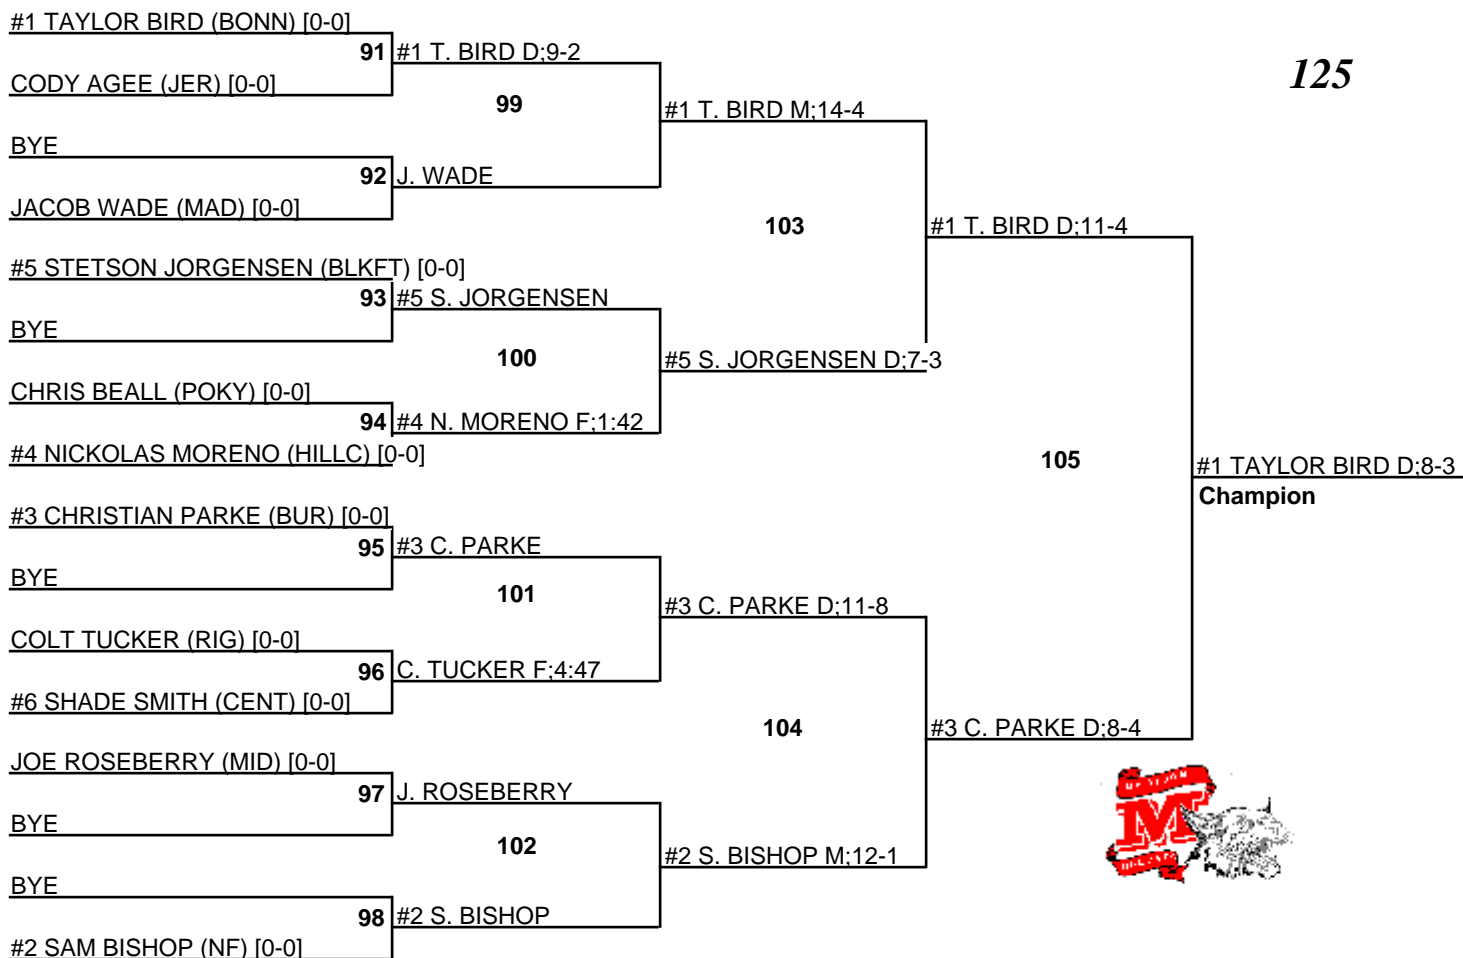 #1 TAYLOR BIRD (BONN) [0-0]
91
#1 T. BIRD D;9-2
CODY AGEE (JER) [0-0]
125
99
#1 T. BIRD M;14-4
BYE
92
J. WADE
JACOB WADE (MAD) [0-0]
103
#1 T. BIRD D;11-4
#5 STETSON JORGENSEN (BLKFT) [0-0]
93
#5 S. JORGENSEN
BYE
100
#5 S. JORGENSEN D;7-3
CHRIS BEALL (POKY) [0-0]
94
#4 N. MORENO F;1:42
#4 NICKOLAS MORENO (HILLC) [0-0]
105
#1 TAYLOR BIRD D;8-3
Champion
#3 CHRISTIAN PARKE (BUR) [0-0]
95
#3 C. PARKE
BYE
101
#3 C. PARKE D;11-8
COLT TUCKER (RIG) [0-0]
96
C. TUCKER F;4:47
#6 SHADE SMITH (CENT) [0-0]
104
#3 C. PARKE D;8-4
JOE ROSEBERRY (MID) [0-0]
97
J. ROSEBERRY
BYE
102
#2 S. BISHOP M;12-1
BYE
98
#2 S. BISHOP
#2 SAM BISHOP (NF) [0-0]
M